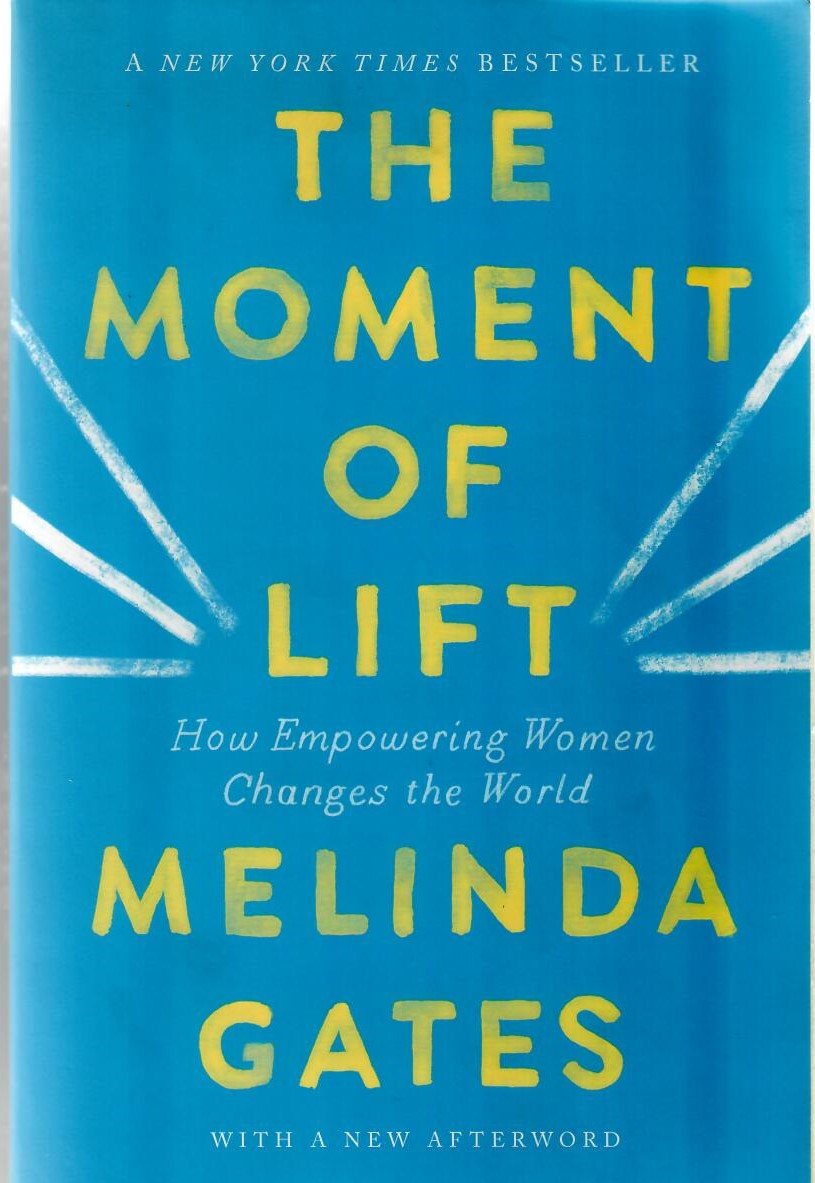 A NEW YORK TIMES BESTSELLER
THE
MOMENT
OF
LIFT
How Empowering Women
Changes the World
MELINDA
GATES
WITH A NEW AFTERWORD